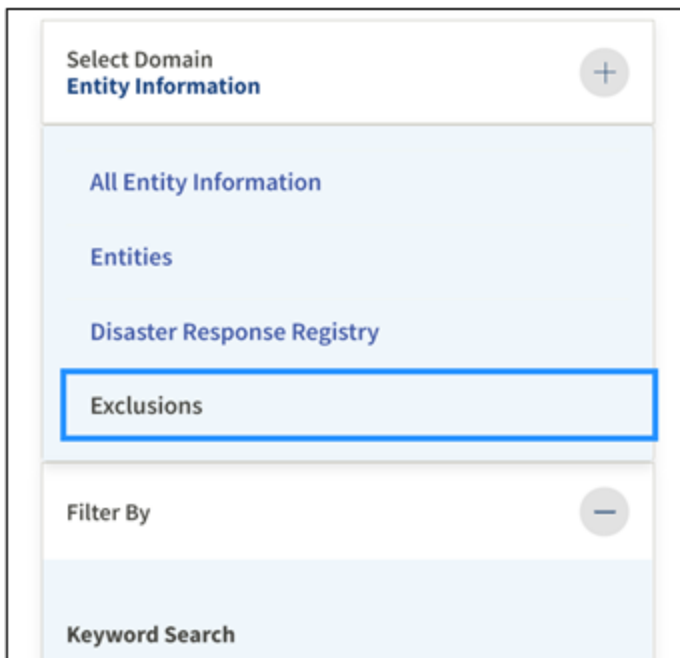 Select Domain
Entity Information
All Entity Information
Entities
Disaster Response Registry
Exclusions
Filter By
Keyword Search